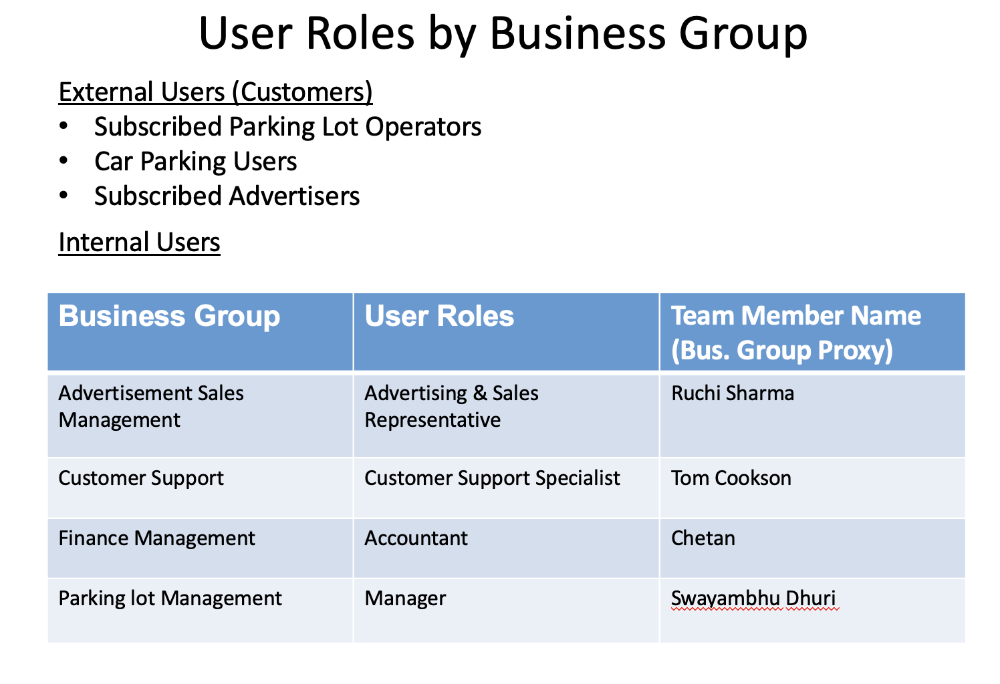 User Roles by Business Group
External Users (Customers)
• Subscribed Parking Lot Operators
• Car Parking Users
• Subscribed Advertisers
Internal Users
Business Group
User Roles
Team Member Name
(Bus. Group Proxy)
Advertisement Sales
Management
Advertising & Sales
Representative
Ruchi Sharma
Customer Support
Customer Support Specialist
Tom Cookson
Finance Management
Accountant
Chetan
Parking lot Management
Manager
Swayambhu Dhuri